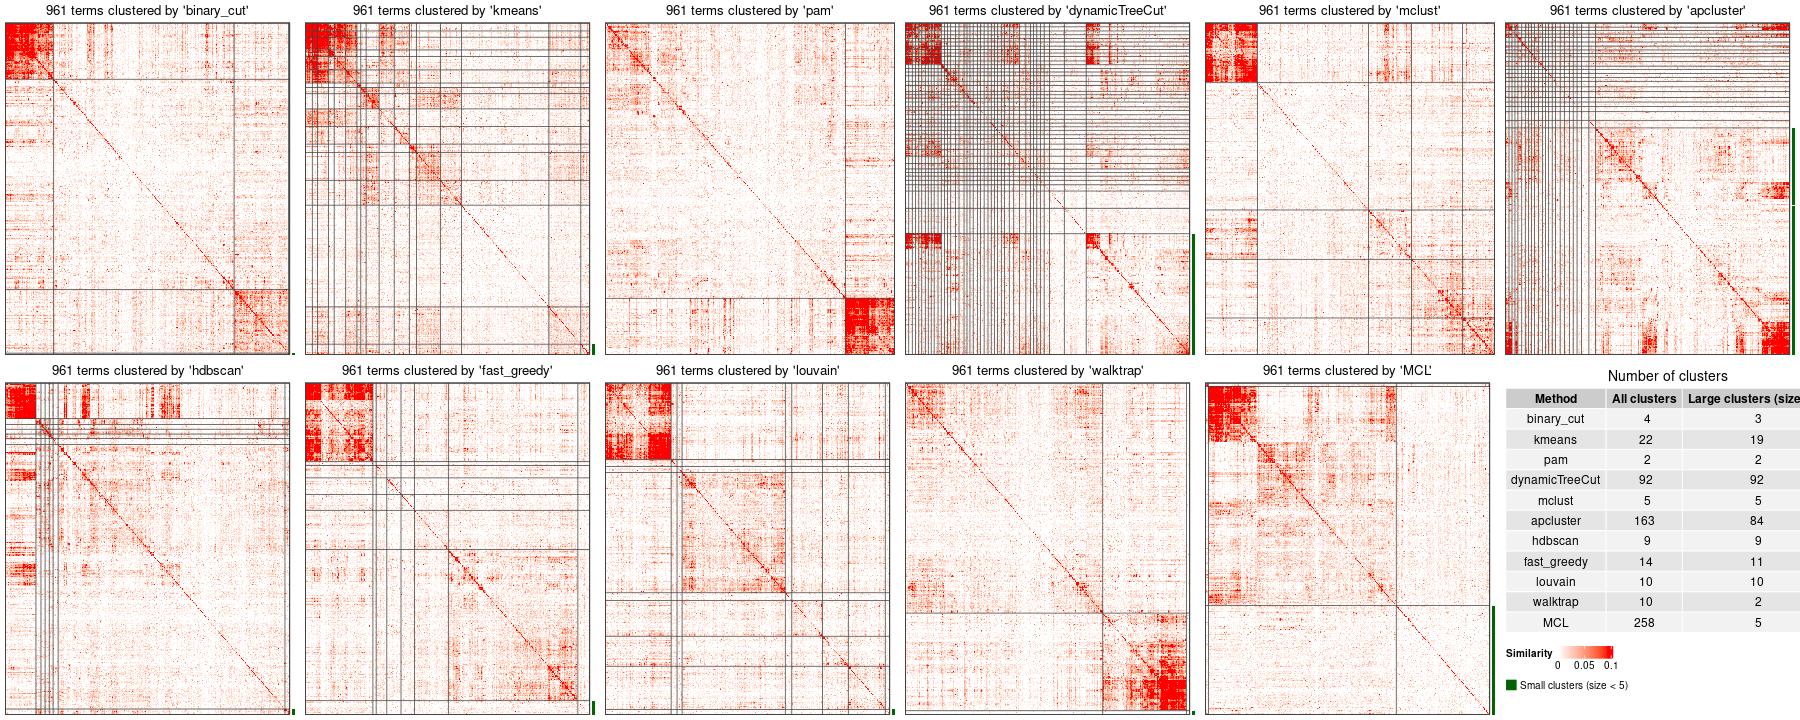 961 terms clustered by 'binary_cut'
961 terms clustered by 'kmeans'
961 terms clustered by 'pam'
961 terms clustered by 'dynamicTreeCut'
961 terms clustered by 'mclust'
961 terms clustered by 'apcluster'
961 terms clustered by 'hdbscan'
961 terms clustered by 'fast_greedy'
961 terms clustered by 'louvain'
961 terms clustered by 'walktrap'
961 terms clustered by 'MCL'
Number of clusters
Method All clusters Large clusters (size
binary_cut 4 3
kmeans 22 19
pam 2 2
dynamicTreeCut 92 92
mclust 5 5
apcluster 163 84
hdbscan 9 9
fast_greedy 14 11
louvain 10 10
walktrap 10 2
MCL 258 5
Similarity
0 0.05 0.1
Small clusters (size < 5)